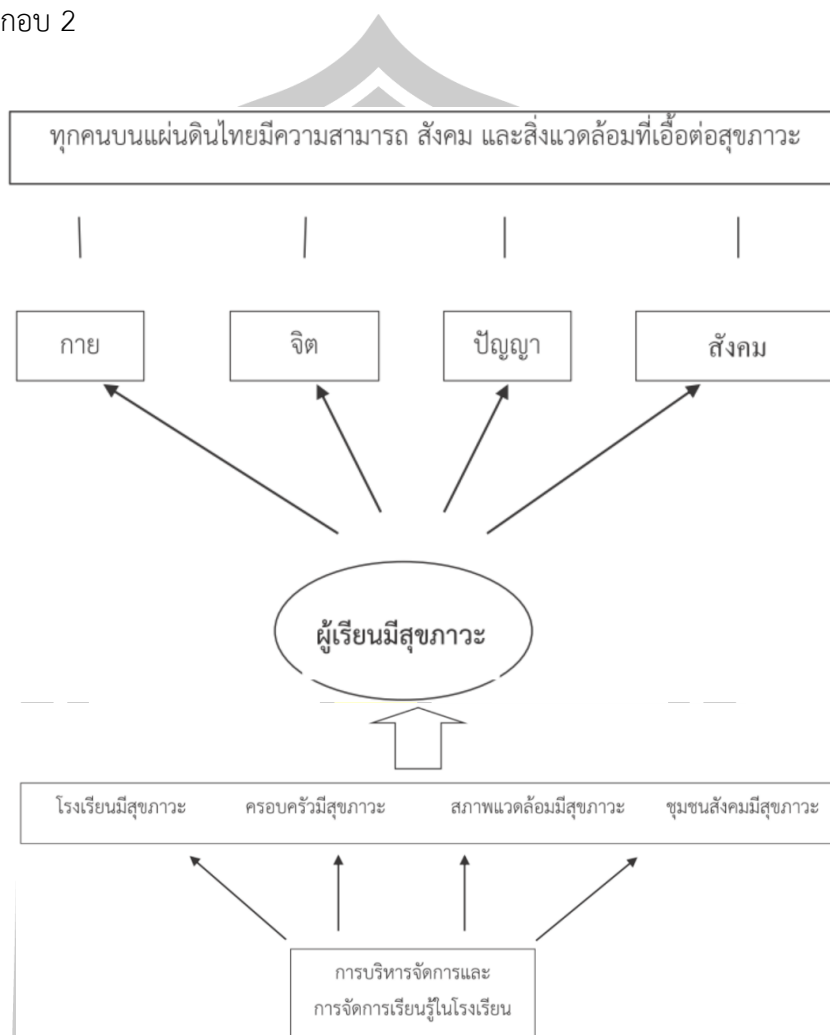 กอบ 2
ทุกคนบนแผ่นดินไทยมีความสามารถ สังคม และสิ่งแวดล้อมที่เอื้อต่อสุขภาวะ
กาย จิต ปัญญา สังคม
ผู้เรียนมีสุขภาวะ
โรงเรียนมีสุขภาวะ ครอบครัวมีสุขภาวะ สภาพแวดล้อมมีสุขภาวะ ชุมชนสังคมมีสุขภาวะ
การบริหารจัดการและ
การจัดการเรียนรู้ในโรงเรียน